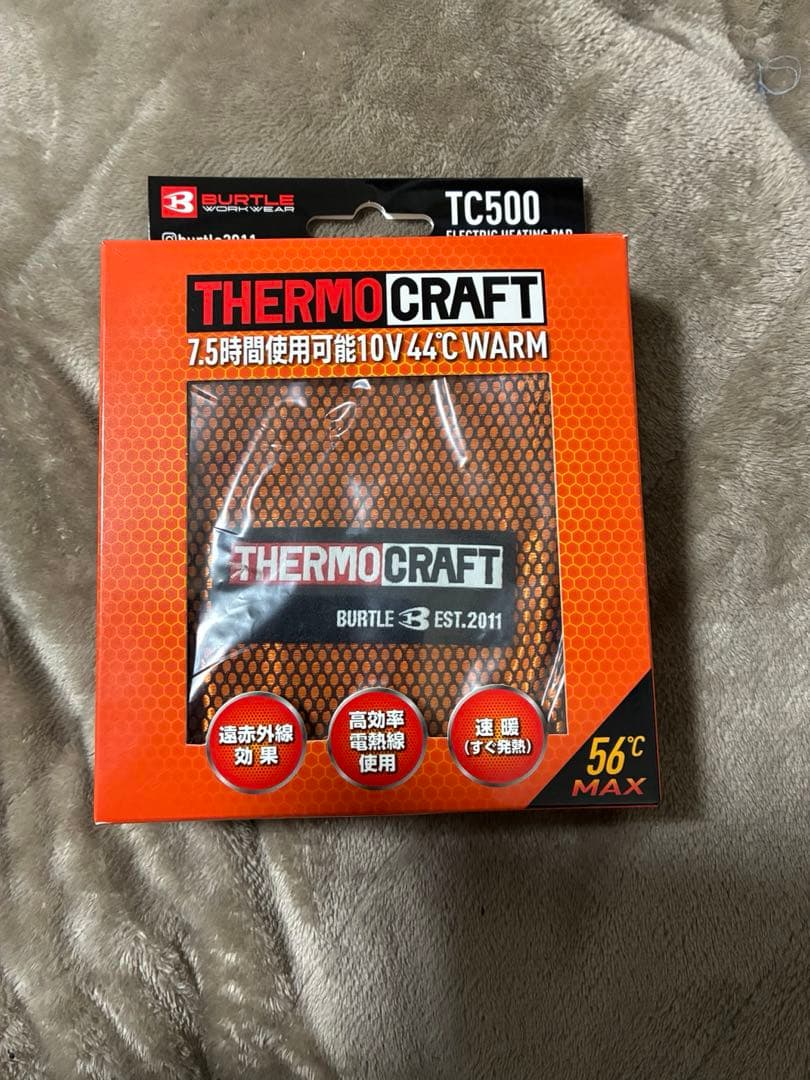 BURTLE
WORKWEAR
TC500
ELECTRIC HEATING PAD
THERMOCRAFT
7.5時間使用可能10V 44℃ WARM
THERMOCRAFT
BURTLE B EST.2011
遠赤外線
効果
高効率
電熱線
使用
速暖
(すぐ発熱)
56℃
MAX